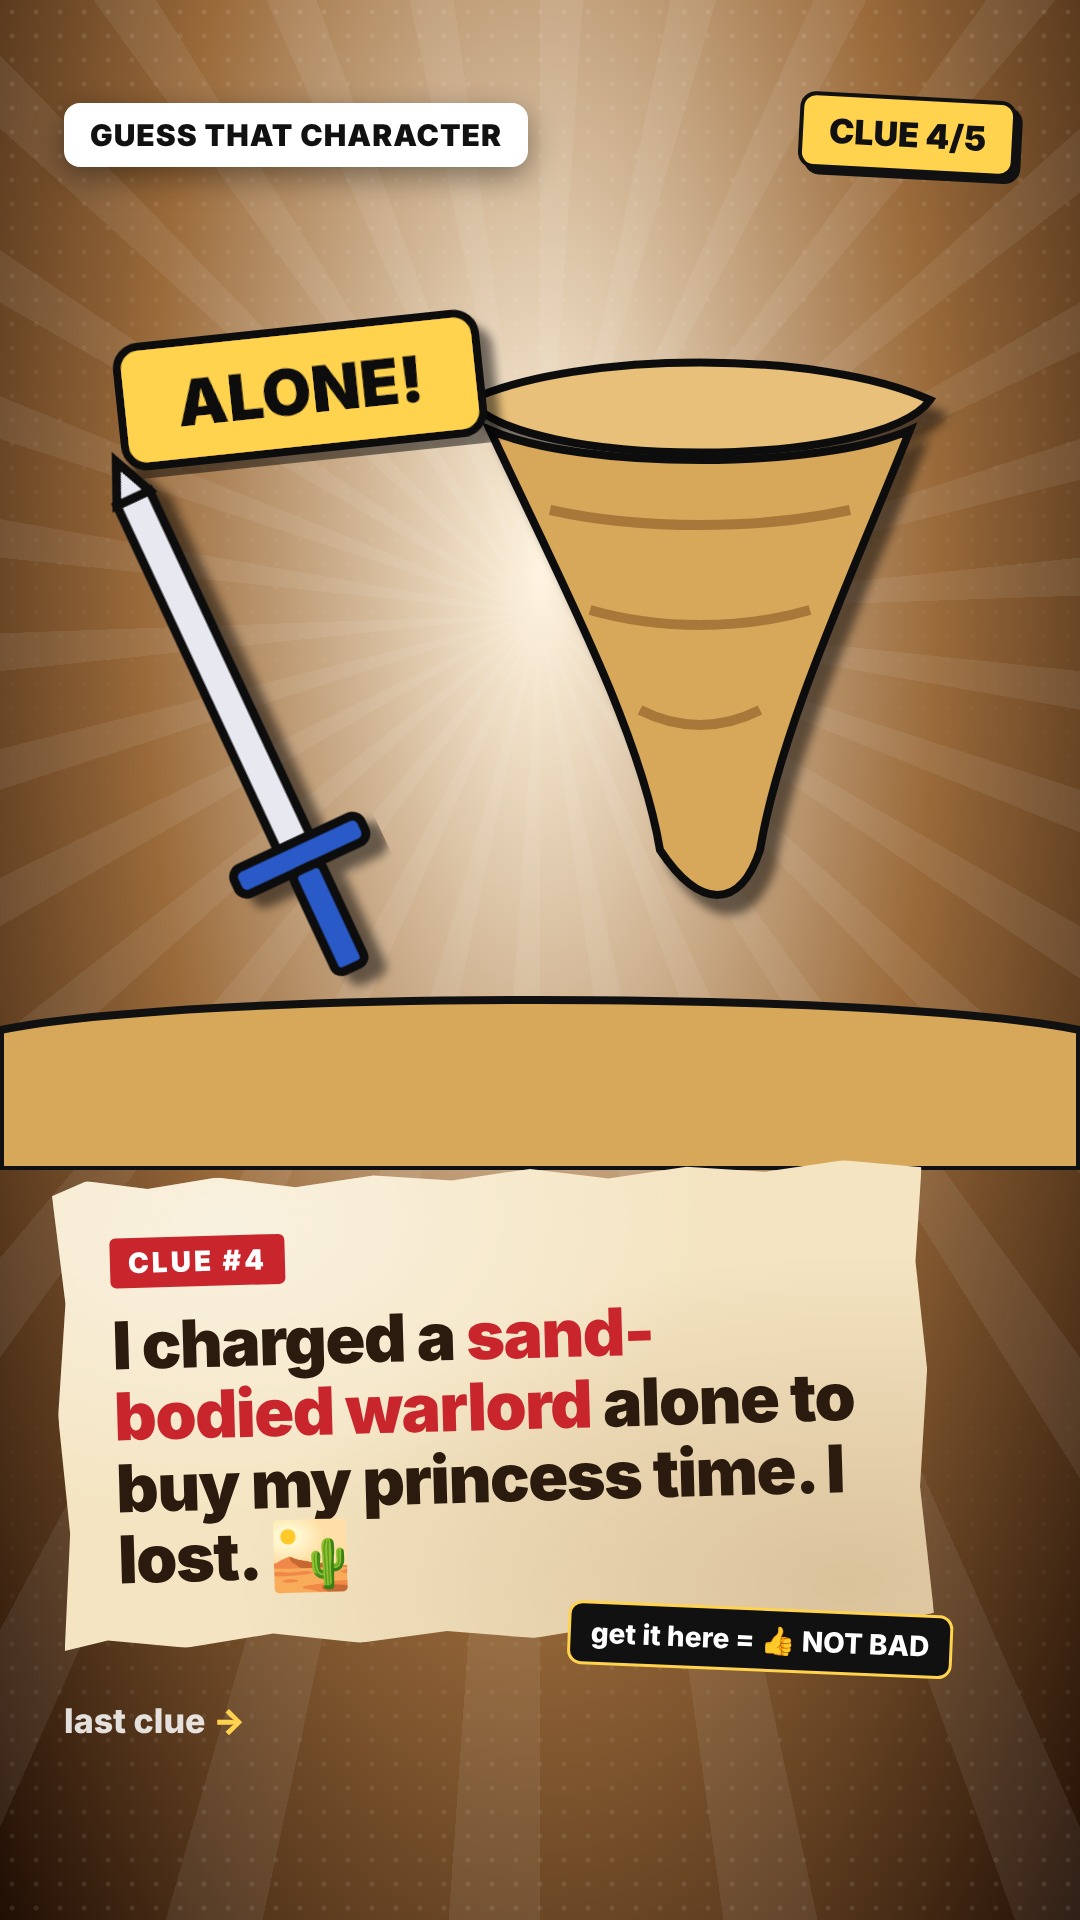 GUESS THAT CHARACTER
CLUE 4/5
ALONE!
CLUE #4
I charged a sand-
bodied warlord alone to
buy my princess time. I
lost. 🏜️
get it here = 👍 NOT BAD
last clue →